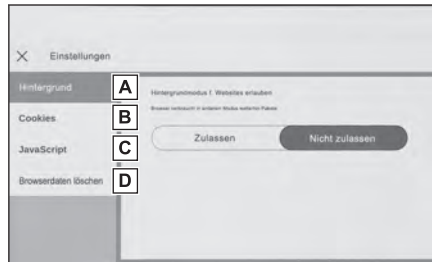 Einstellungen
Hintergrund A
Cookies B
JavaScript C
Browserdaten löschen D
Hintergrundmodus f. Websites erlauben
Zulassen
Nicht zulassen